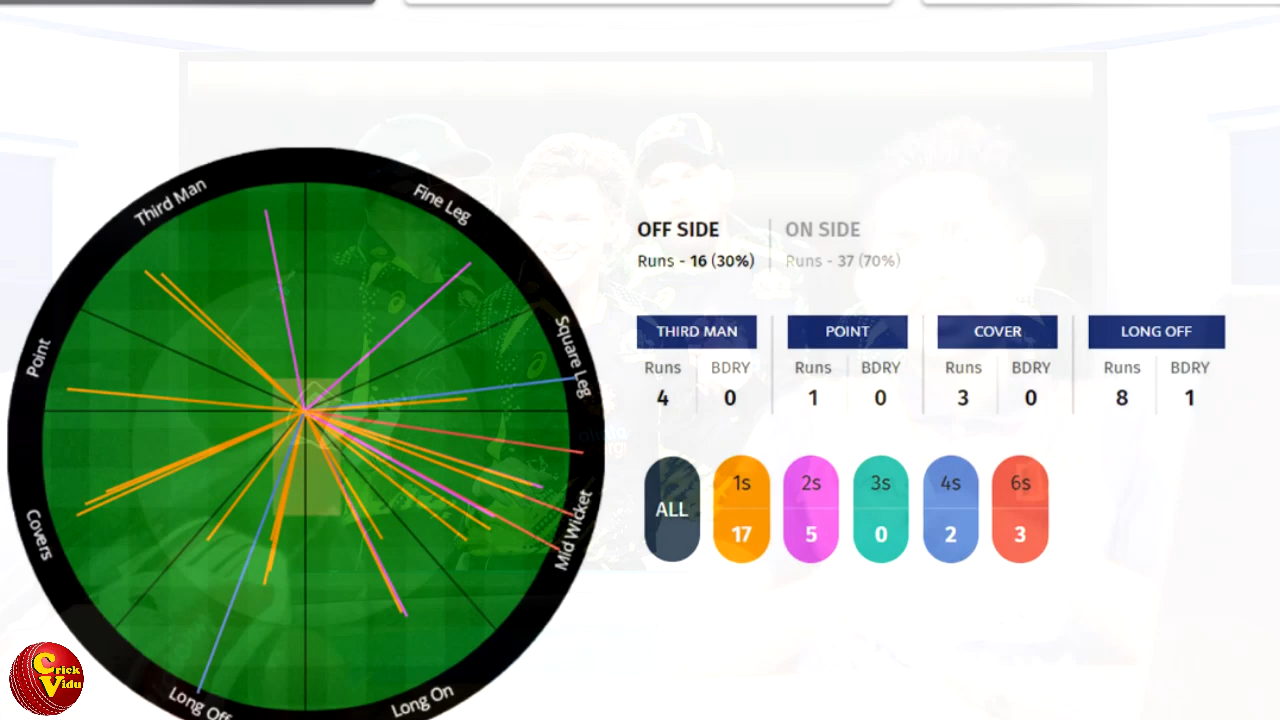 OFF SIDE
ON SIDE
Runs - 16 (30%)
Runs - 37 (70%)
THIRD MAN
POINT
COVER
LONG OFF
Runs BDRY Runs BDRY Runs BDRY Runs BDRY
4 0 1 0 3 0 8 1
1s 2s 3s 4s 6s
ALL
17 5 0 2 3
Third Man
Fine Leg
Point
Square Leg
Covers
Mid Wicket
Long Off
Long On
Crick
Vidu